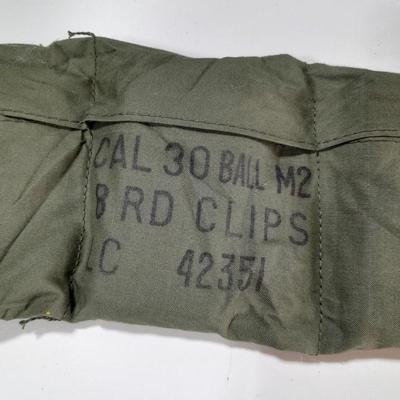 CAL 30 BALL M2
8 RD CLIPS
LC 42351